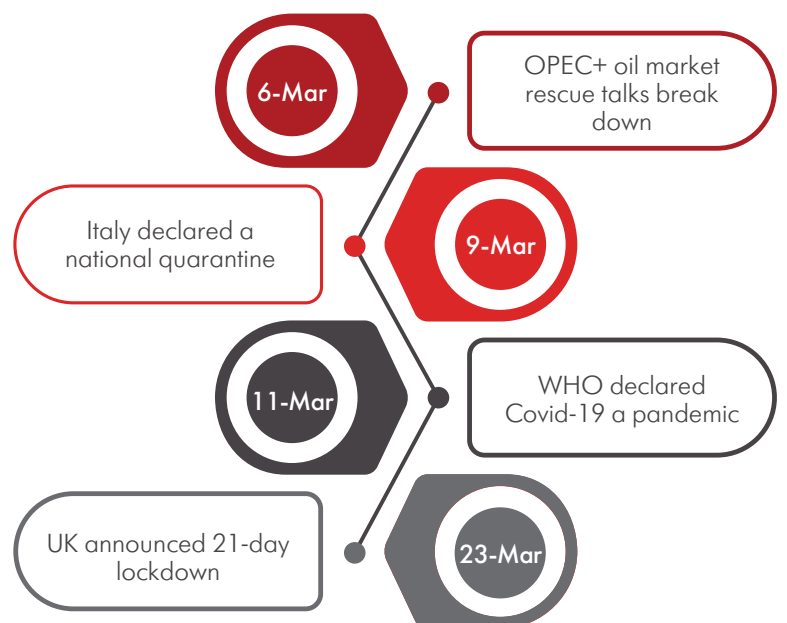 6-Mar
OPEC+ oil market
rescue talks break
down
Italy declared a
national quarantine
9-Mar
11-Mar
WHO declared
Covid-19 a pandemic
UK announced 21-day
lockdown
23-Mar